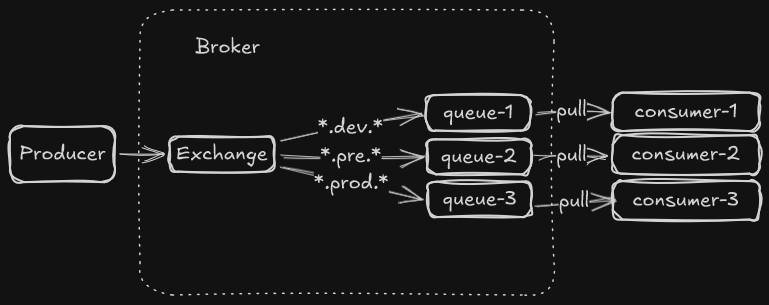 Broker
Producer
Exchange
*.dev.*
*.pre.*
*.prod.*
queue-1
queue-2
queue-3
pull
pull
pull
consumer-1
consumer-2
consumer-3